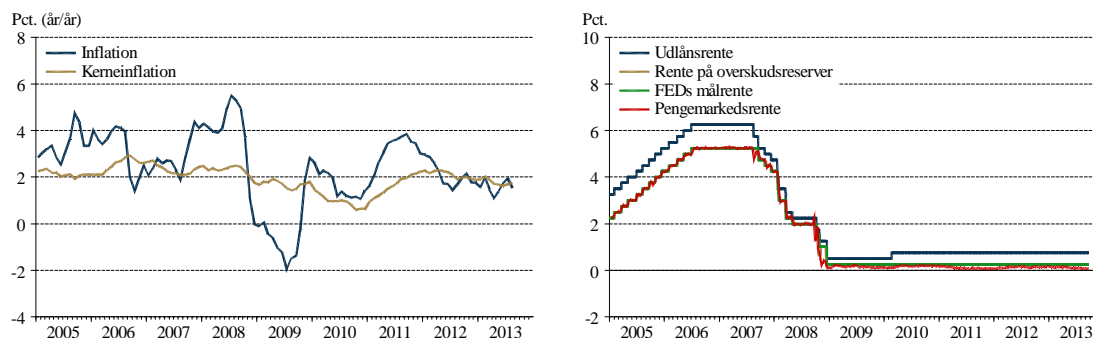 Pct. (år/år)
8
6
4
2
0
-2
-4
Inflation
Kerneinflation
2005 2006 2007 2008 2009 2010 2011 2012 2013
Pct.
10
8
6
4
2
0
-2
Udlånsrente
Rente på overskudsreserver
FEDs målrente
Pengemarkedsrente
2005 2006 2007 2008 2009 2010 2011 2012 2013